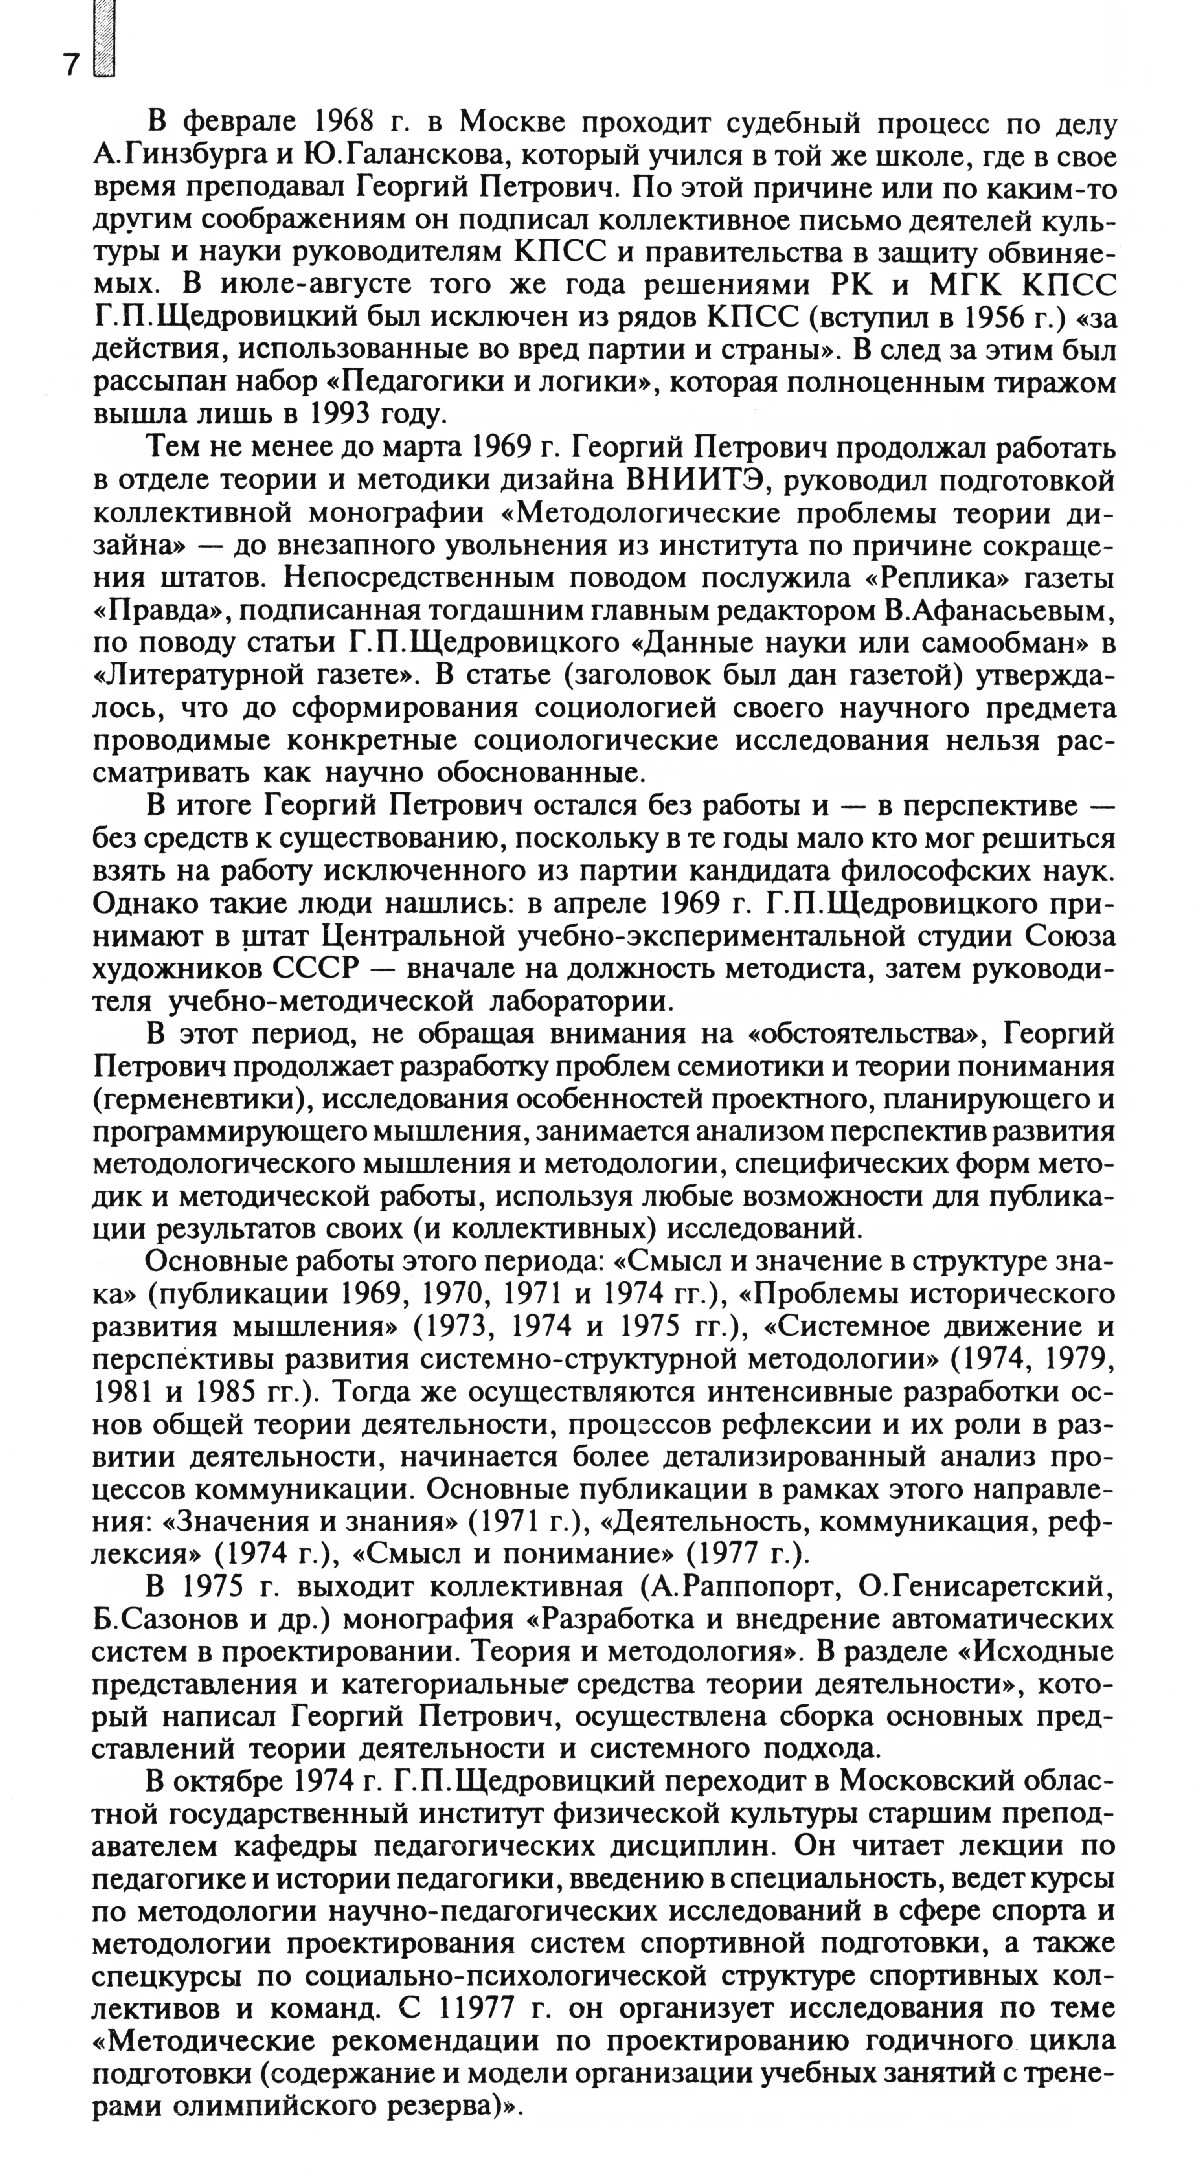 7
В феврале 1968 г. в Москве проходит судебный процесс по делу
А.Гинзбурга и Ю.Галанскова, который учился в той же школе, где в свое
время преподавал Георгий Петрович. По этой причине или по каким-то
другим соображениям он подписал коллективное письмо деятелей куль-
туры и науки руководителям КПСС и правительства в защиту обвиняе-
мых. В июле-августе того же года решениями РК и МГК КПСС
Г.П.Щедровицкий был исключен из рядов КПСС (вступил в 1956 г.) «за
действия, использованные во вред партии и страны». В след за этим был
рассыпан набор «Педагогики и логики», которая полноценным тиражом
вышла лишь в 1993 году.
Тем не менее до марта 1969 г. Георгий Петрович продолжал работать
в отделе теории и методики дизайна ВНИИТЭ, руководил подготовкой
коллективной монографии «Методологические проблемы теории ди-
зайна» — до внезапного увольнения из института по причине сокраще-
ния штатов. Непосредственным поводом послужила «Реплика» газеты
«Правда», подписанная тогдашним главным редактором В.Афанасьевым,
по поводу статьи Г.П.Щедровицкого «Данные науки или самообман» в
«Литературной газете». В статье (заголовок был дан газетой) утвержда-
лось, что до сформирования социологией своего научного предмета
проводимые конкретные социологические исследования нельзя рас-
сматривать как научно обоснованные.
В итоге Георгий Петрович остался без работы и — в перспективе —
без средств к существованию, поскольку в те годы мало кто мог решиться
взять на работу исключенного из партии кандидата философских наук.
Однако такие люди нашлись: в апреле 1969 г. Г.П.Щедровицкого при-
нимают в штат Центральной учебно-экспериментальной студии Союза
художников СССР — вначале на должность методиста, затем руководи-
теля учебно-методической лаборатории.
В этот период, не обращая внимания на «обстоятельства», Георгий
Петрович продолжает разработку проблем семиотики и теории понимания
(герменевтики), исследования особенностей проектного, планирующего и
программирующего мышления, занимается анализом перспектив развития
методологического мышления и методологии, специфических форм мето-
дик и методической работы, используя любые возможности для публика-
ции результатов своих (и коллективных) исследований.
Основные работы этого периода: «Смысл и значение в структуре зна-
ка» (публикации 1969, 1970, 1971 и 1974 гг.), «Проблемы исторического
развития мышления» (1973, 1974 и 1975 гг.), «Системное движение и
перспективы развития системно-структурной методологии» (1974, 1979,
1981 и 1985 гг.). Тогда же осуществляются интенсивные разработки ос-
нов общей теории деятельности, процессов рефлексии и их роли в раз-
витии деятельности, начинается более детализированный анализ про-
цессов коммуникации. Основные публикации в рамках этого направле-
ния: «Значения и знания» (1971 г.), «Деятельность, коммуникация, реф-
лексия» (1974 г.), «Смысл и понимание» (1977 г.).
В 1975 г. выходит коллективная (А.Раппопорт, О.Генисаретский,
Б.Сазонов и др.) монография «Разработка и внедрение автоматических
систем в проектировании. Теория и методология». В разделе «Исходные
представления и категориальные средства теории деятельности», кото-
рый написал Георгий Петрович, осуществлена сборка основных пред-
ставлений теории деятельности и системного подхода.
В октябре 1974 г. Г.П.Щедровицкий переходит в Московский облас-
тной государственный институт физической культуры старшим препод-
авателем кафедры педагогических дисциплин. Он читает лекции по
педагогике и истории педагогики, введению в специальность, ведет курсы
по методологии научно-педагогических исследований в сфере спорта и
методологии проектирования систем спортивной подготовки, а также
спецкурсы по социально-психологической структуре спортивных кол-
лективов и команд. С 11977 г. он организует исследования по теме
«Методические рекомендации по проектированию годичного цикла
подготовки (содержание и модели организации учебных занятий с трене-
рами олимпийского резерва)».